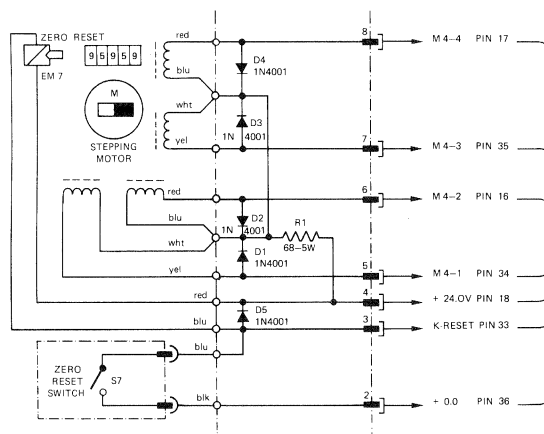 ZERO RESET
95959
EM 7
M
STEPPING
MOTOR
red
blu
wht
yel
D4
1N4001
D3
1N 4001
8
M 4-4 PIN 17
7
M 4-3 PIN 35
red
blu
wht
yel
D2
1N 4001
D1
1N4001
R1
68-5W
6
M 4-2 PIN 16
5
M 4-1 PIN 34
red
4
+ 24.0V PIN 18
blu
D5
1N4001
3
K-RESET PIN 33
blu
ZERO
RESET
SWITCH
S7
blk
2
+ 0.0 PIN 36